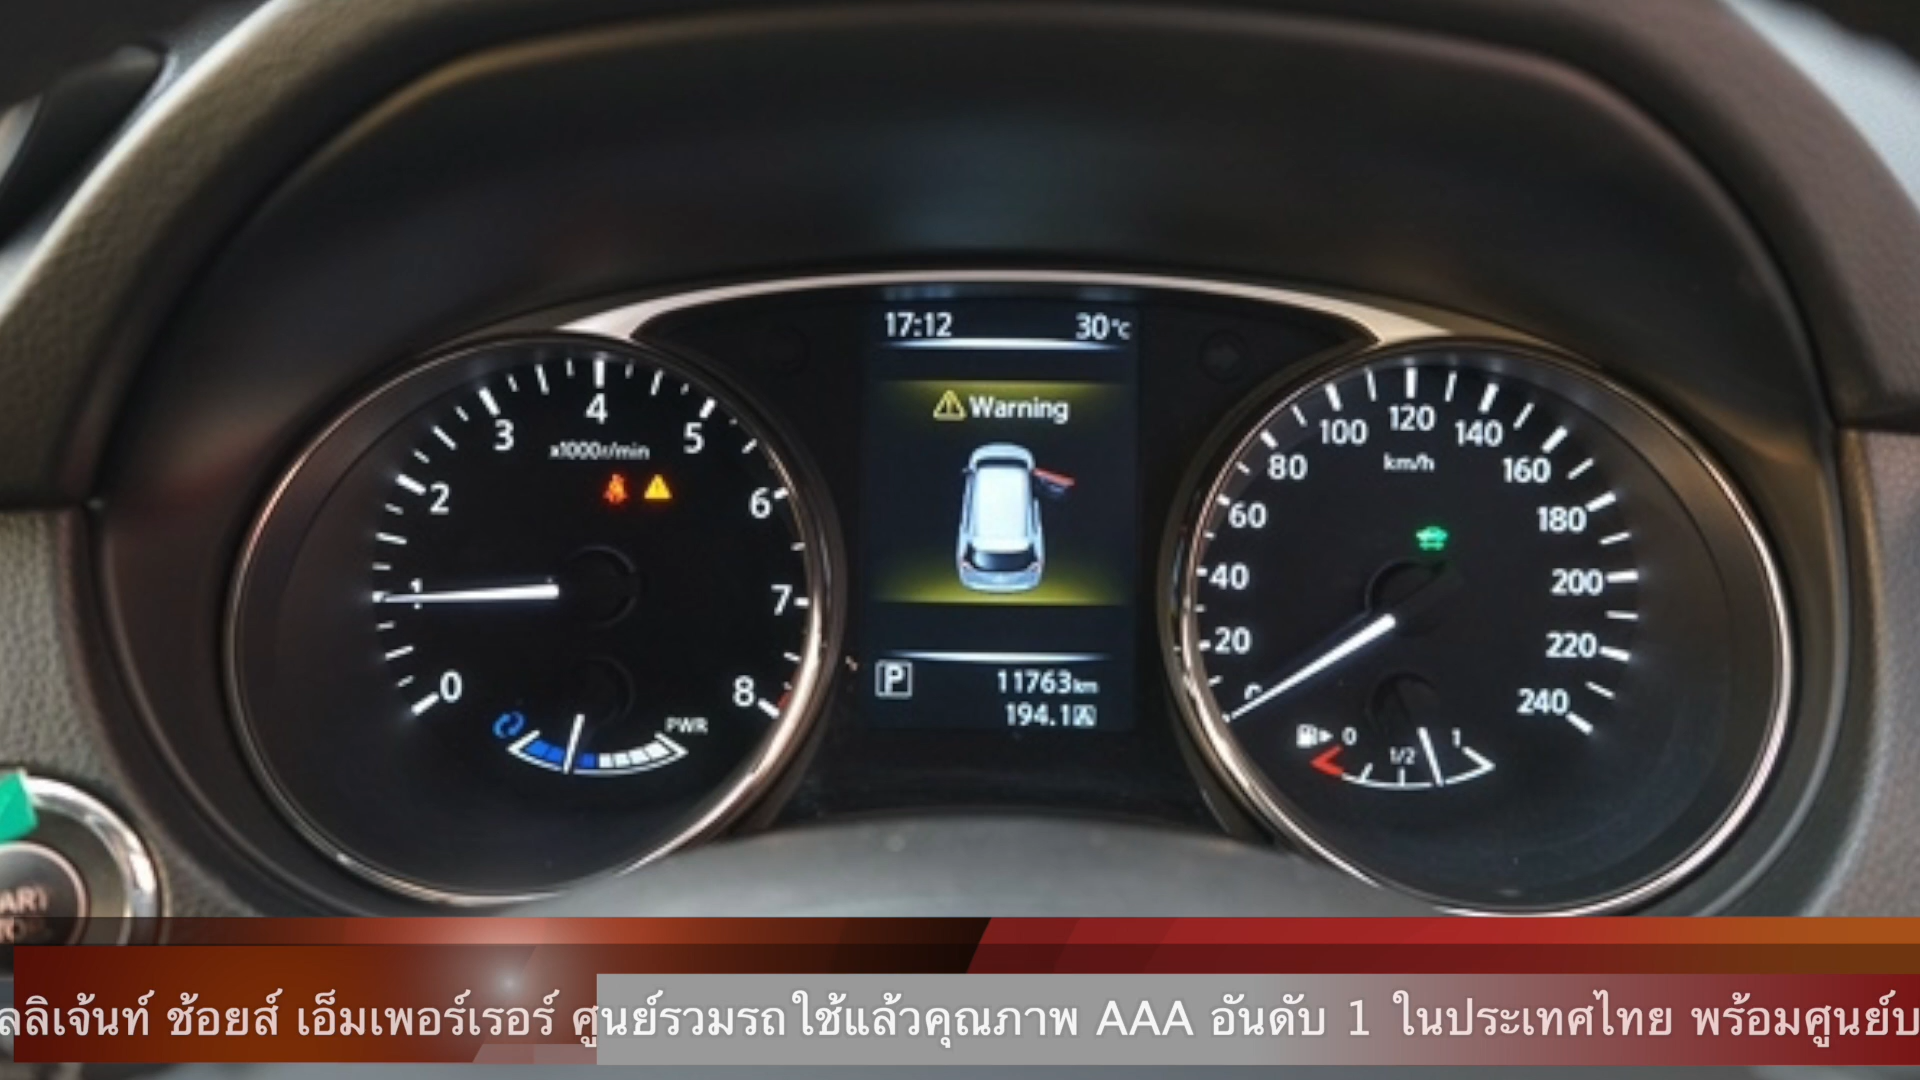 17:12 30°C
Warning
0 1 2 3 4 5 6 7 8
x1000r/min
PWR
P 11763km
194.1
0 20 40 60 80 100 120 140 160 180 200 220 240
km/h
0 1/2 1
ลลิเจ้นท์ ช้อยส์ เอ็มเพอร์เรอร์ ศูนย์รวมรถใช้แล้วคุณภาพ AAA อันดับ 1 ในประเทศไทย พร้อมศูนย์บ